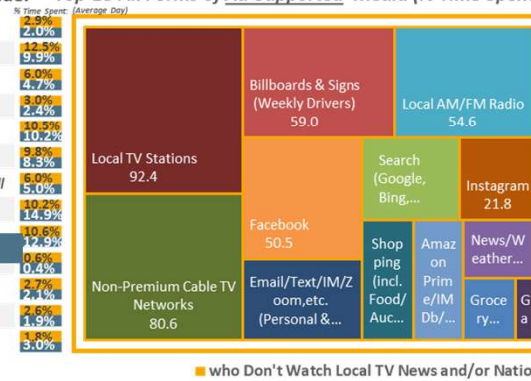 % Time Spent: (Average Day)
2.9%
2.0%
12.5%
9.9%
6.0%
4.7%
3.0%
2.4%
10.5%
10.2%
9.8%
8.3%
6.0%
5.0%
10.2%
14.9%
10.6%
12.9%
0.6%
0.4%
2.7%
2.1%
2.6%
1.9%
1.8%
3.0%
Local TV Stations
92.4
Non-Premium Cable TV
Networks
80.6
Billboards & Signs
(Weekly Drivers)
59.0
Local AM/FM Radio
54.6
Facebook
50.5
Email/Text/IM/Z
oom,etc.
(Personal &...
Search
(Google,
Bing,...
Instagram
21.8
Shop
ping
(incl.
Food/
Auc...
Amaz
on
Prim
e/IM
Db/...
News/W
eather...
Groce
ry...
G
a
who Don't Watch Local TV News and/or Natio